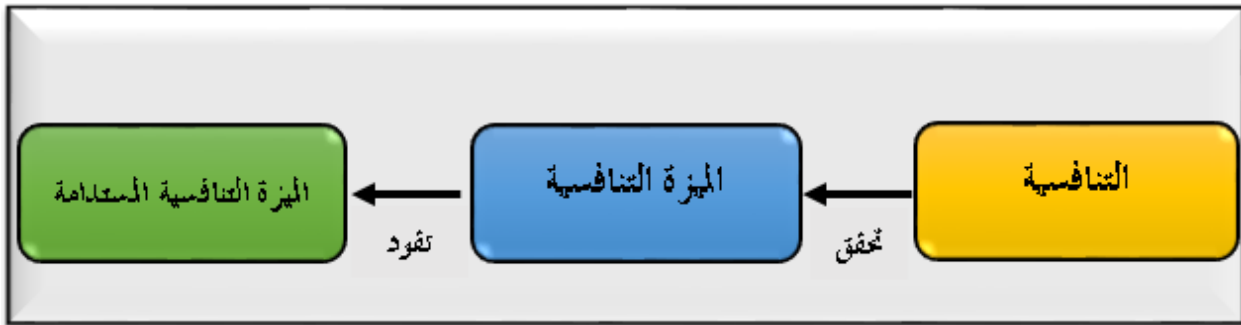 التنافسية
تحقق
الميزة التنافسية
تقود
الميزة التنافسية المستدامة